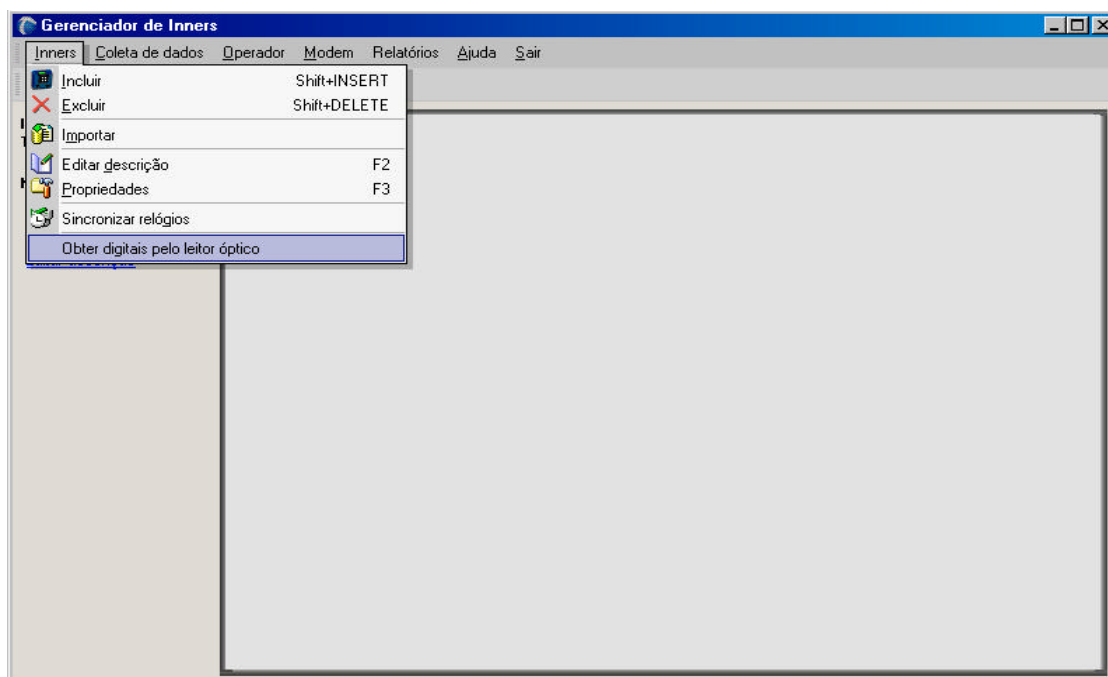 Gerenciador de Inners
Inners Coleta de dados Operador Modem Relatórios Ajuda Sair
Incluir Shift+INSERT
Excluir Shift+DELETE
Importar
Editar descrição F2
Propriedades F3
Sincronizar relógios
Obter digitais pelo leitor óptico